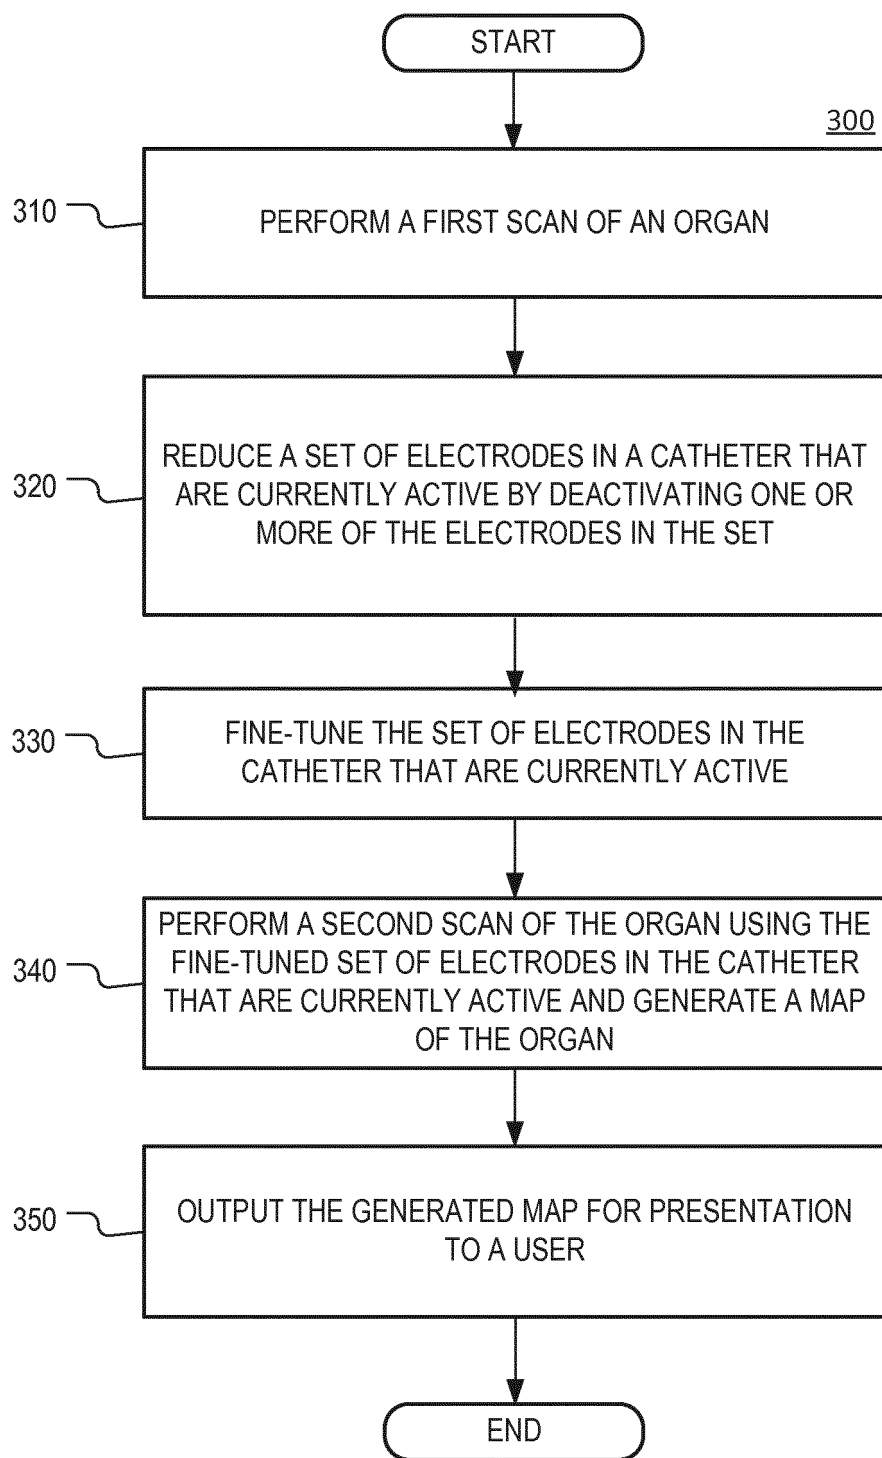 START
300
310
PERFORM A FIRST SCAN OF AN ORGAN
320
REDUCE A SET OF ELECTRODES IN A CATHETER THAT
ARE CURRENTLY ACTIVE BY DEACTIVATING ONE OR
MORE OF THE ELECTRODES IN THE SET
330
FINE-TUNE THE SET OF ELECTRODES IN THE
CATHETER THAT ARE CURRENTLY ACTIVE
340
PERFORM A SECOND SCAN OF THE ORGAN USING THE
FINE-TUNED SET OF ELECTRODES IN THE CATHETER
THAT ARE CURRENTLY ACTIVE AND GENERATE A MAP
OF THE ORGAN
350
OUTPUT THE GENERATED MAP FOR PRESENTATION
TO A USER
END